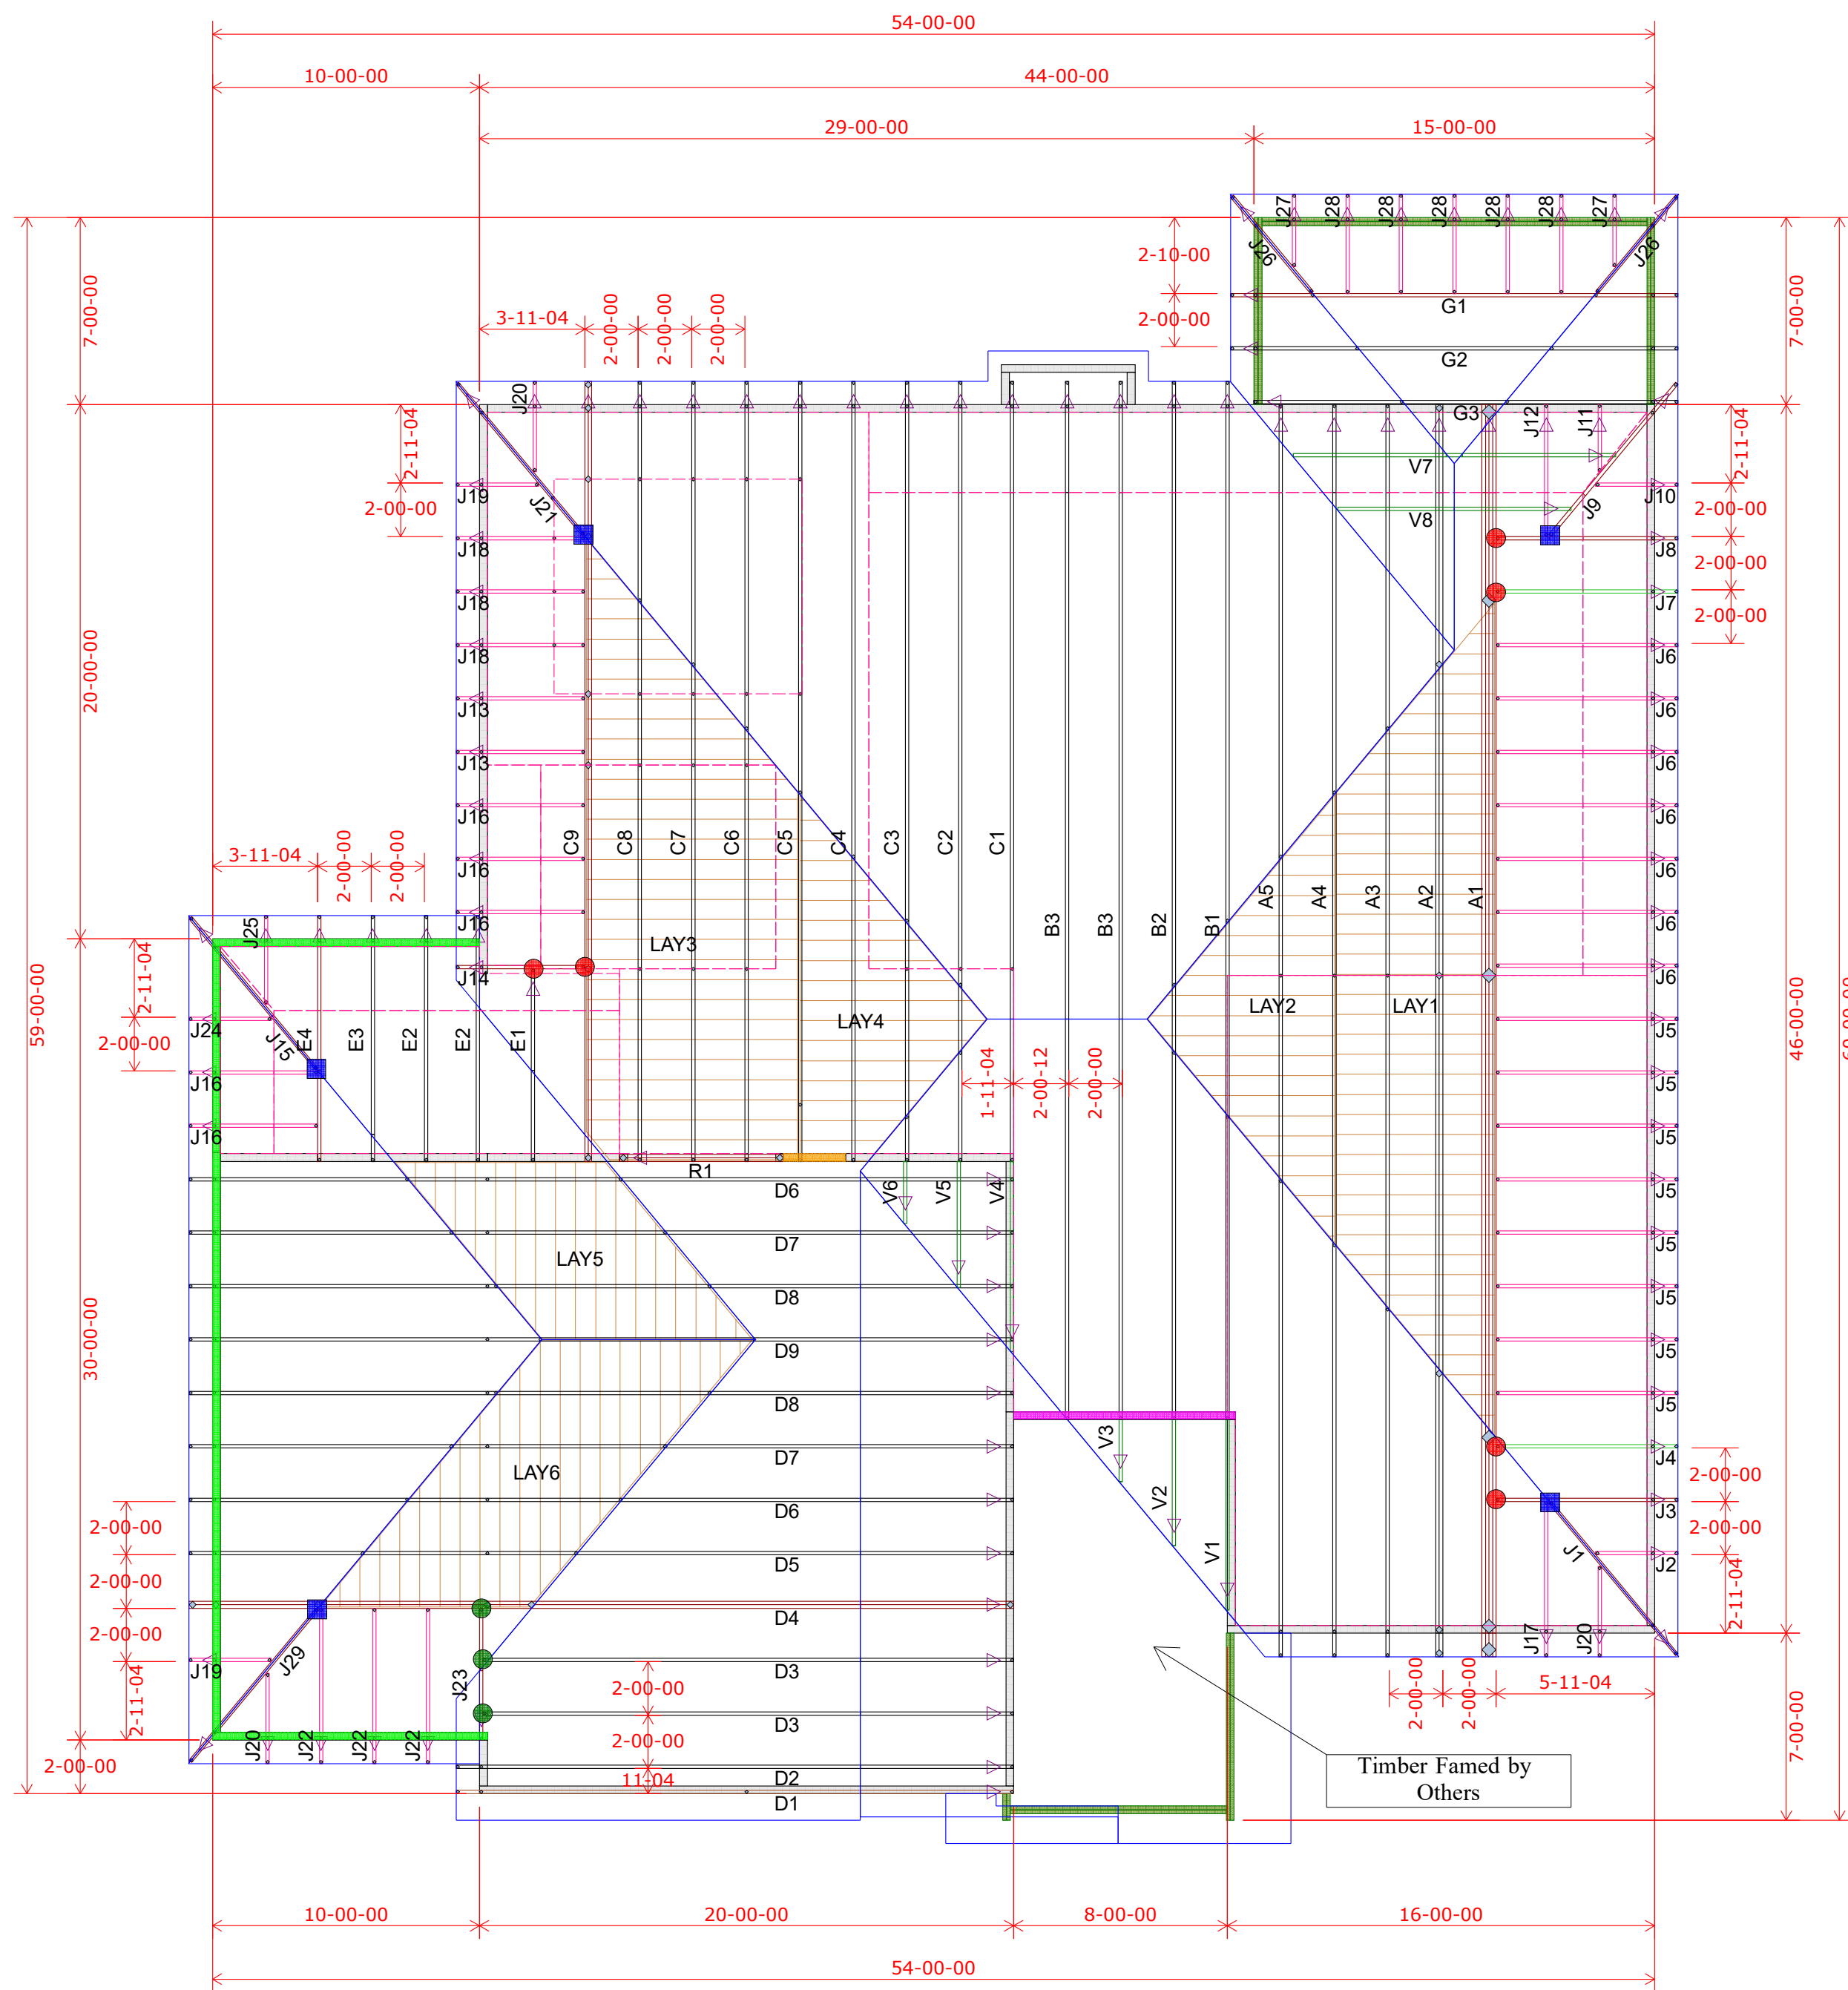 54-00-00
10-00-00
44-00-00
29-00-00
15-00-00
J27
J28
J28
J28
J28
J28
J27
J26
J26
2-10-00
2-00-00
7-00-00
7-00-00
G1
G2
G3
3-11-04
2-00-00
2-00-00
2-00-00
J20
J12
J11
V7
V8
2-11-04
2-00-00
2-11-04
2-00-00
2-00-00
2-00-00
J19
J21
J18
J18
J18
J13
J13
J16
J16
J16
J14
J9
J10
J8
J7
J6
J6
J6
J6
J6
J6
J6
20-00-00
59-00-00
46-00-00
C9
C8
C7
C6
C5
C4
C3
C2
C1
B3
B3
B2
B1
A5
A4
A3
A2
A1
3-11-04
2-00-00
2-00-00
J25
2-11-04
2-00-00
J24
J15
J16
J16
E4
E3
E2
E2
E1
LAY3
LAY4
LAY2
LAY1
1-11-04
2-00-12
2-00-00
J5
J5
J5
J5
J5
J5
J5
J5
R1
V6
V5
V4
D6
D7
LAY5
D8
D9
30-00-00
D8
D7
LAY6
D6
D5
D4
D3
D3
D2
D1
V3
V2
V1
J4
J3
J1
J2
2-00-00
2-00-00
2-11-04
2-00-00
2-00-00
2-00-00
2-11-04
2-00-00
J19
J29
J23
J20
J22
J22
J22
2-00-00
2-00-00
11-04
J17
J20
2-00-00
2-00-00
5-11-04
7-00-00
Timber Famed by
Others
10-00-00
20-00-00
8-00-00
16-00-00
54-00-00